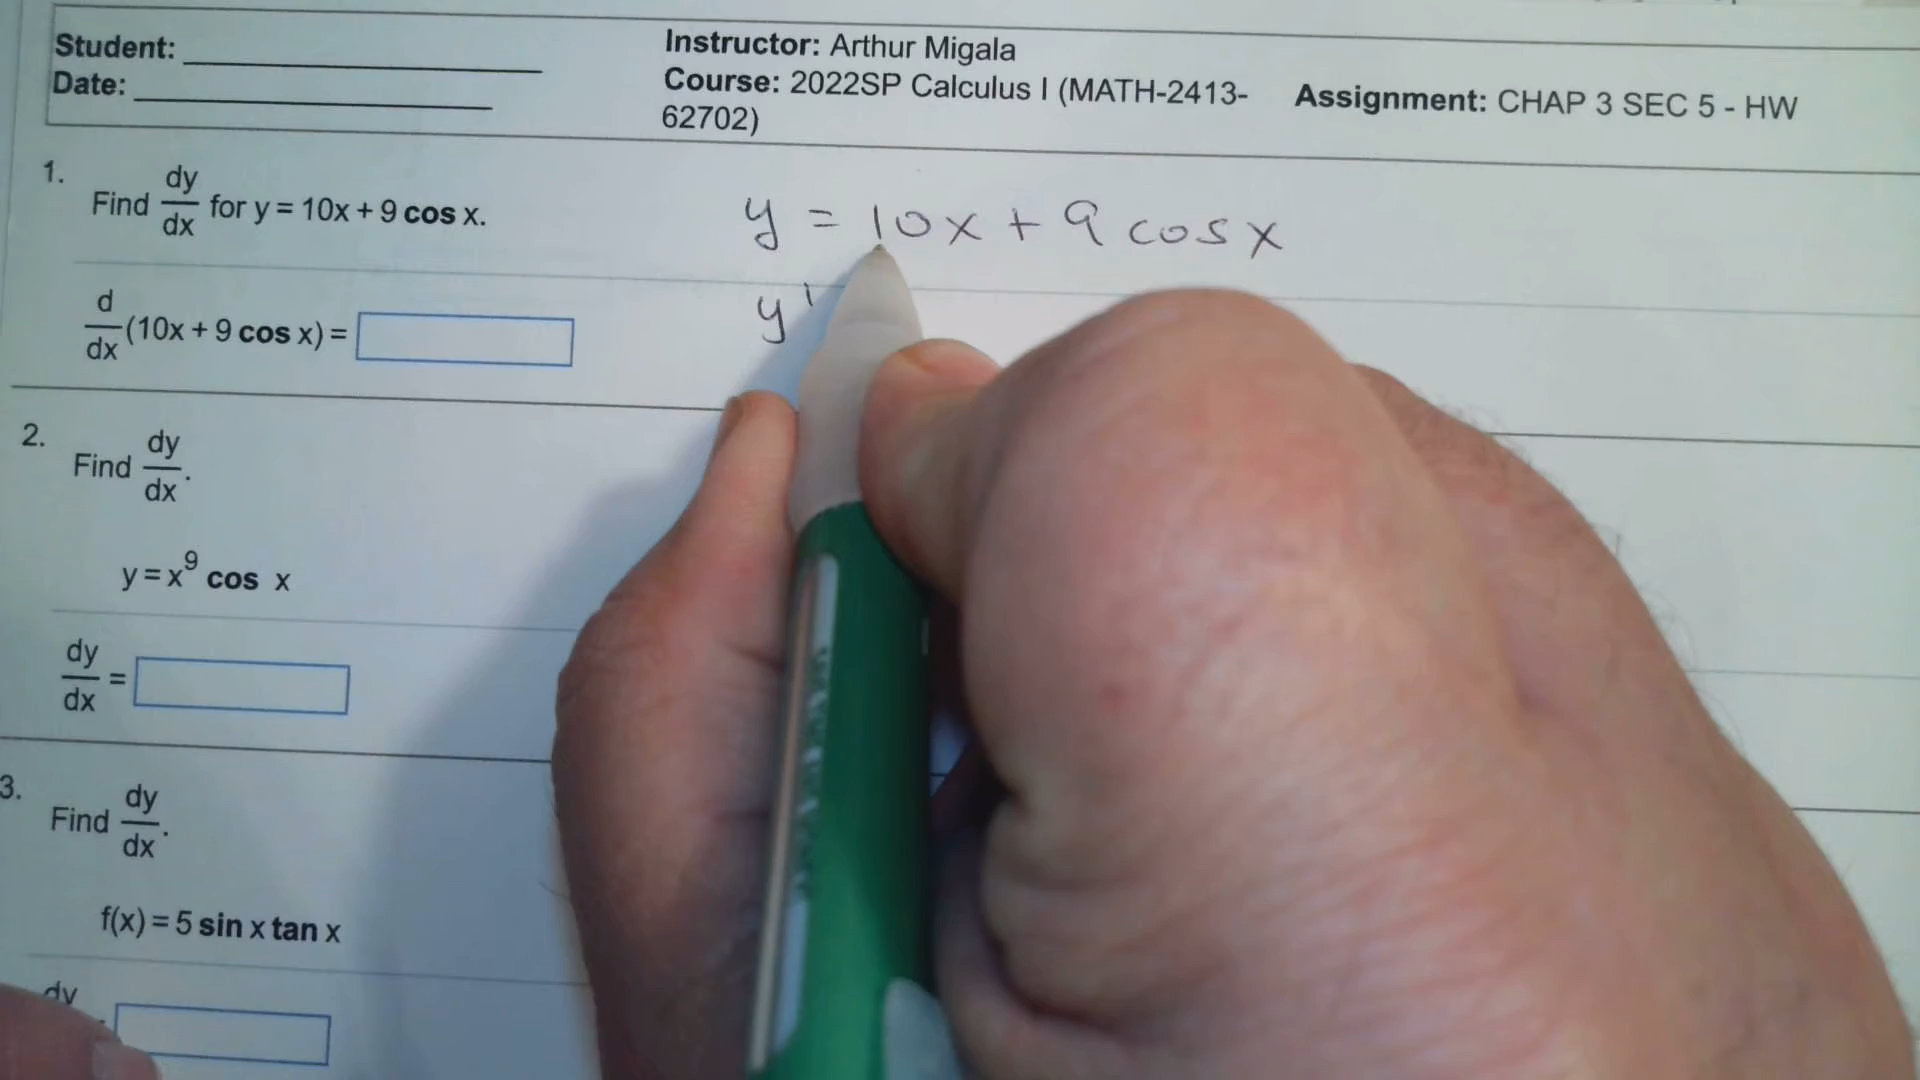 Student: Instructor: Arthur Migala
Date: Course: 2022SP Calculus I (MATH-2413-62702) Assignment: CHAP 3 SEC 5 - HW
1. Find dy/dx for y = 10x + 9 cos x.
y = 10x + 9 cos x
d/dx (10x + 9 cos x) =
y'
2. Find dy/dx.
y = x⁹ cos x
dy/dx =
3. Find dy/dx.
f(x) = 5 sin x tan x
dy